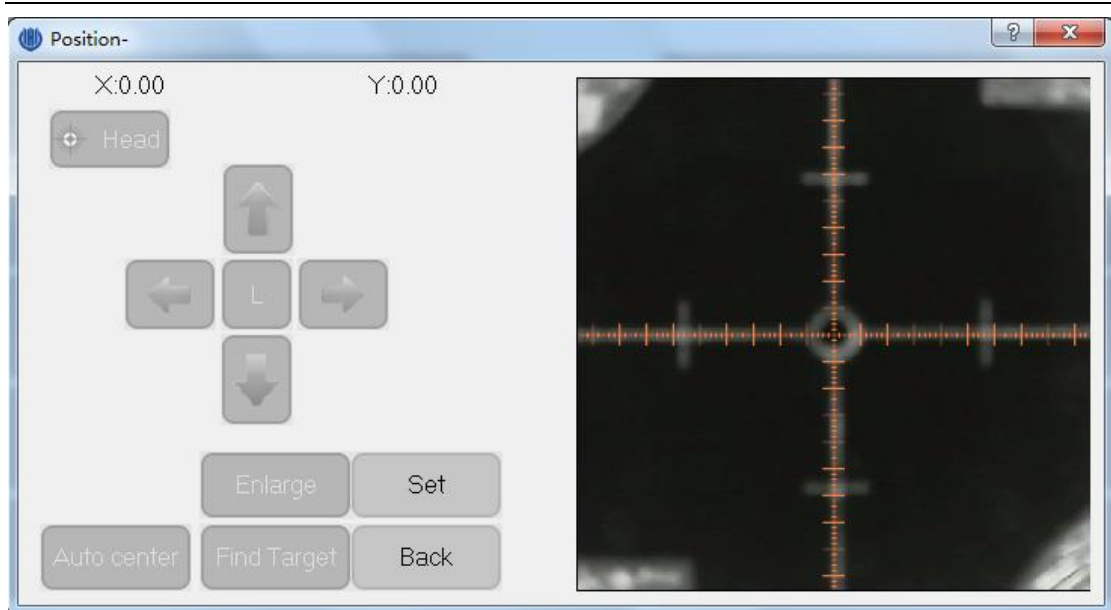 Position-
X:0.00 Y:0.00
Head
L
Enlarge Set
Auto center Find Target Back